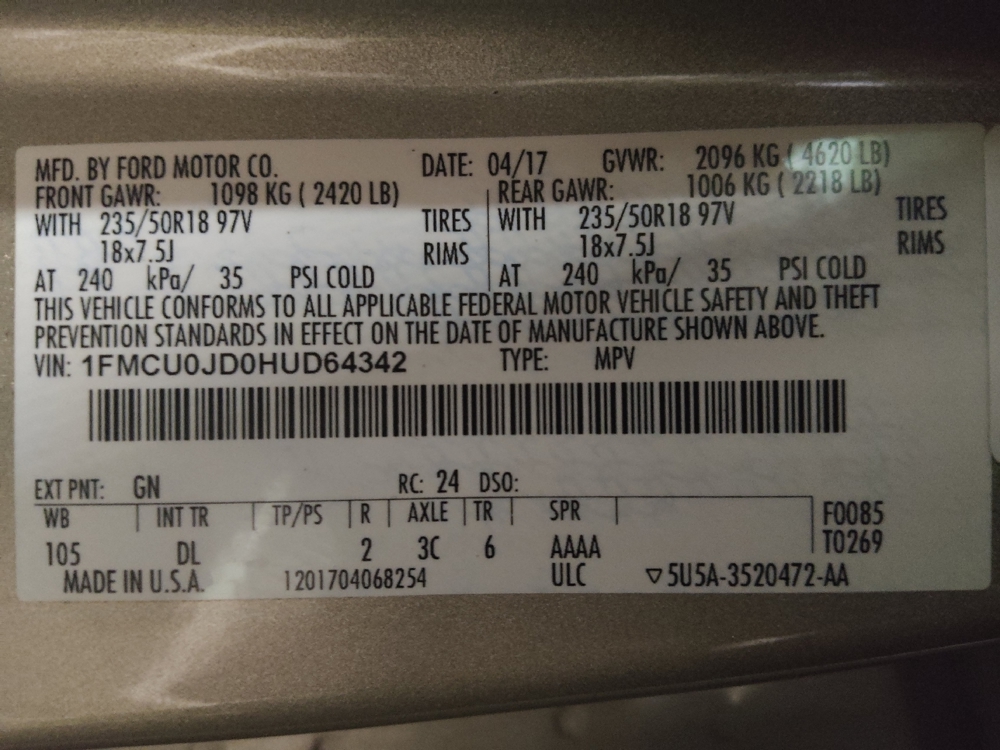 MFD. BY FORD MOTOR CO. DATE: 04/17 GVWR: 2096 KG ( 4620 LB)
FRONT GAWR: 1098 KG ( 2420 LB) REAR GAWR: 1006 KG ( 2218 LB)
WITH 235/50R18 97V TIRES WITH 235/50R18 97V TIRES
18x7.5J RIMS 18x7.5J RIMS
AT 240 kPa/ 35 PSI COLD AT 240 kPa/ 35 PSI COLD
THIS VEHICLE CONFORMS TO ALL APPLICABLE FEDERAL MOTOR VEHICLE SAFETY AND THEFT
PREVENTION STANDARDS IN EFFECT ON THE DATE OF MANUFACTURE SHOWN ABOVE.
VIN: 1FMCU0JD0HUD64342 TYPE: MPV
EXT PNT: GN RC: 24 DSO:
WB INT TR TP/PS R AXLE TR SPR F0085
105 DL 2 3C 6 AAAA T0269
MADE IN U.S.A. 1201704068254 ULC ▽5U5A-3520472-AA